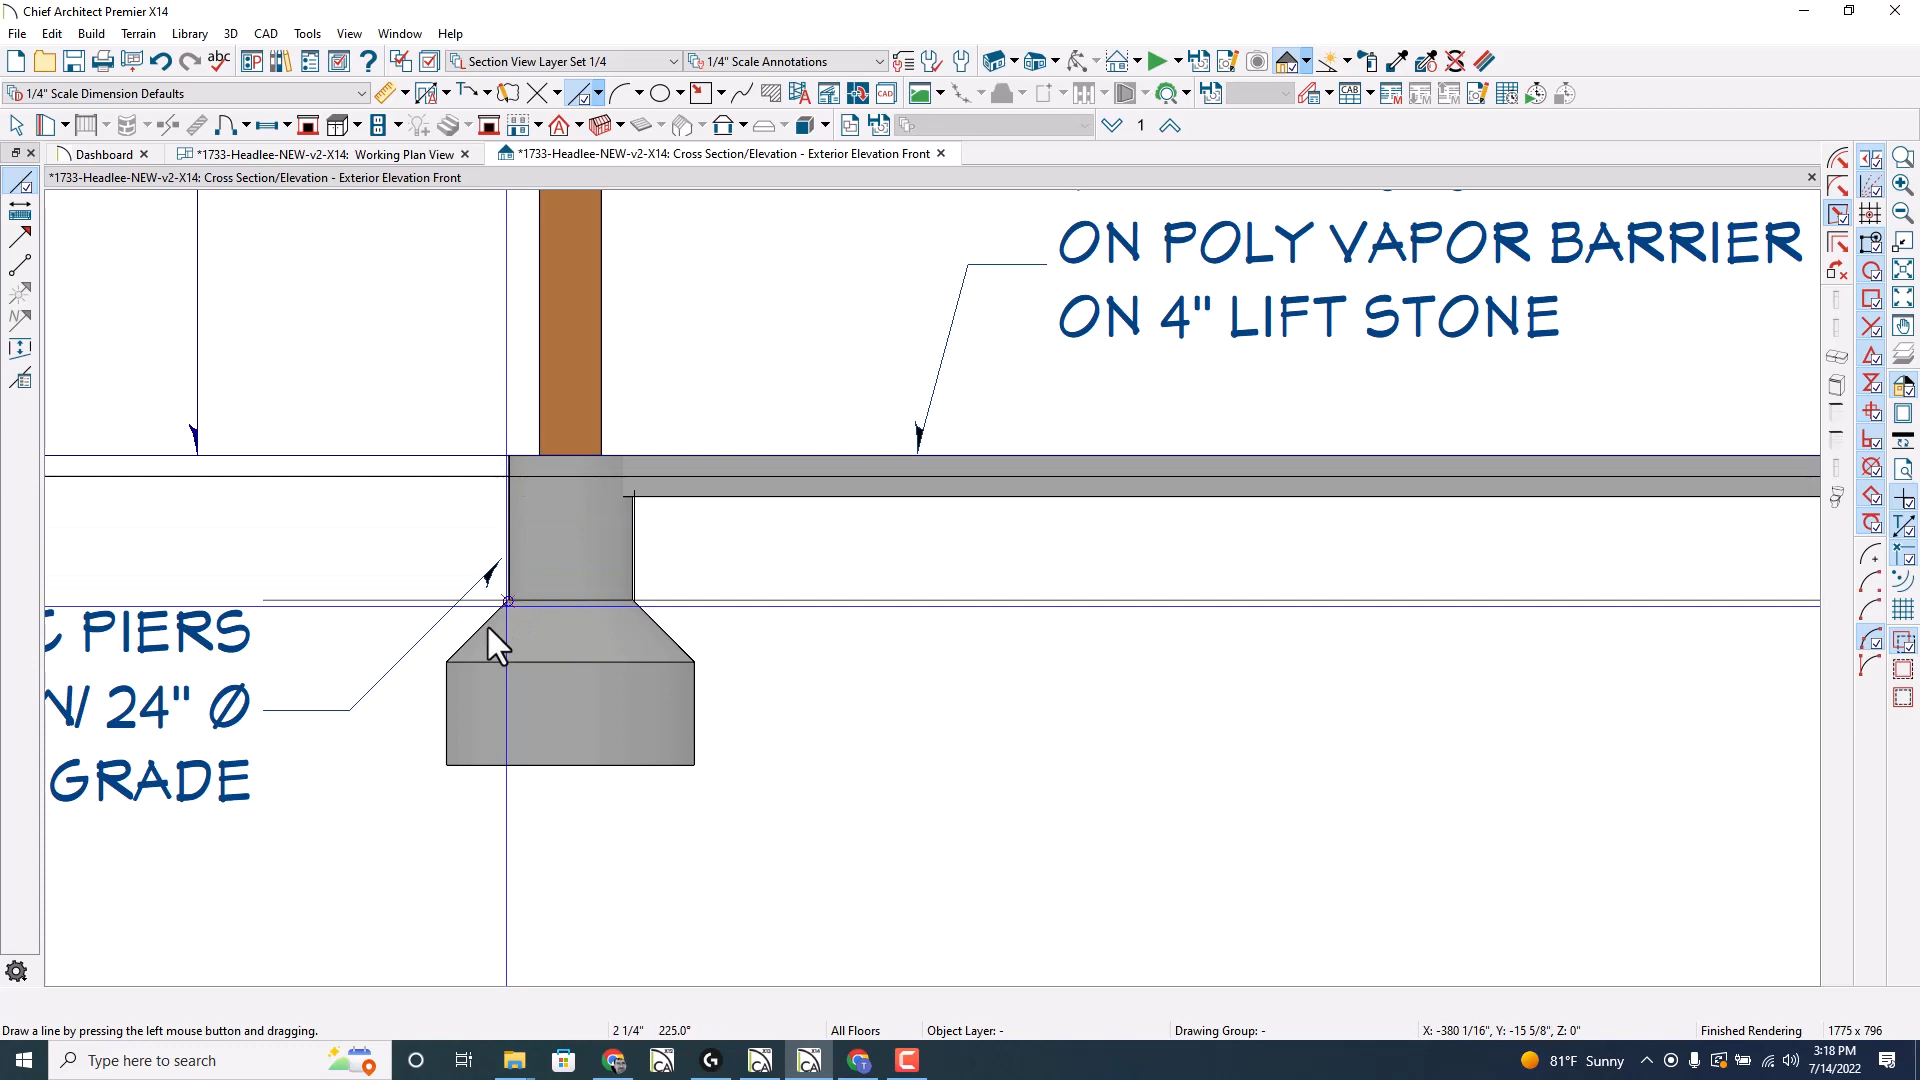 Chief Architect Premier X14
File Edit Build Terrain Library 3D CAD Tools View Window Help
Section View Layer Set 1/4
1/4" Scale Annotations
1/4" Scale Dimension Defaults
1
Dashboard
*1733-Headlee-NEW-v2-X14: Working Plan View
*1733-Headlee-NEW-v2-X14: Cross Section/Elevation - Exterior Elevation Front
*1733-Headlee-NEW-v2-X14: Cross Section/Elevation - Exterior Elevation Front
ON POLY VAPOR BARRIER
ON 4" LIFT STONE
C PIERS
W/ 24" Ø
GRADE
Draw a line by pressing the left mouse button and dragging.
2 1/4" 225.0°
All Floors
Object Layer: -
Drawing Group: -
X: -380 1/16", Y: -15 5/8", Z: 0"
Finished Rendering
1775 x 796
Type here to search
81°F Sunny
3:18 PM
7/14/2022